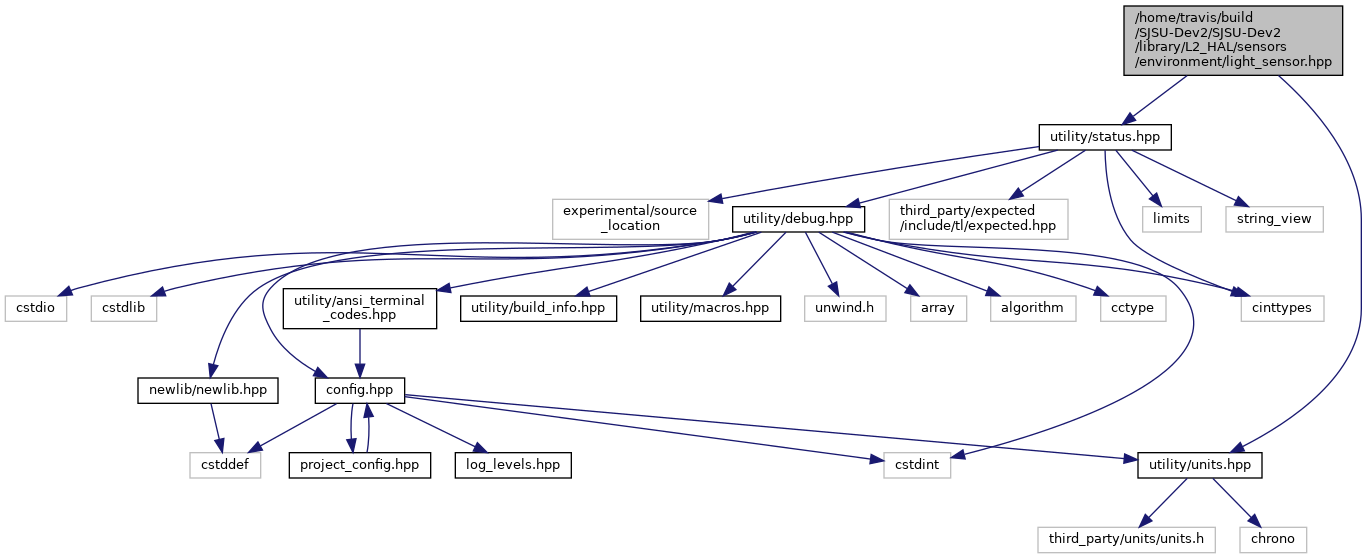 /home/travis/build
/SJSU-Dev2/SJSU-Dev2
/library/L2_HAL/sensors
/environment/light_sensor.hpp
utility/status.hpp
experimental/source
_location
utility/debug.hpp
third_party/expected
/include/tl/expected.hpp
limits
string_view
cstdio
cstdlib
utility/ansi_terminal
_codes.hpp
utility/build_info.hpp
utility/macros.hpp
unwind.h
array
algorithm
cctype
cinttypes
newlib/newlib.hpp
config.hpp
cstddef
project_config.hpp
log_levels.hpp
cstdint
utility/units.hpp
third_party/units/units.h
chrono